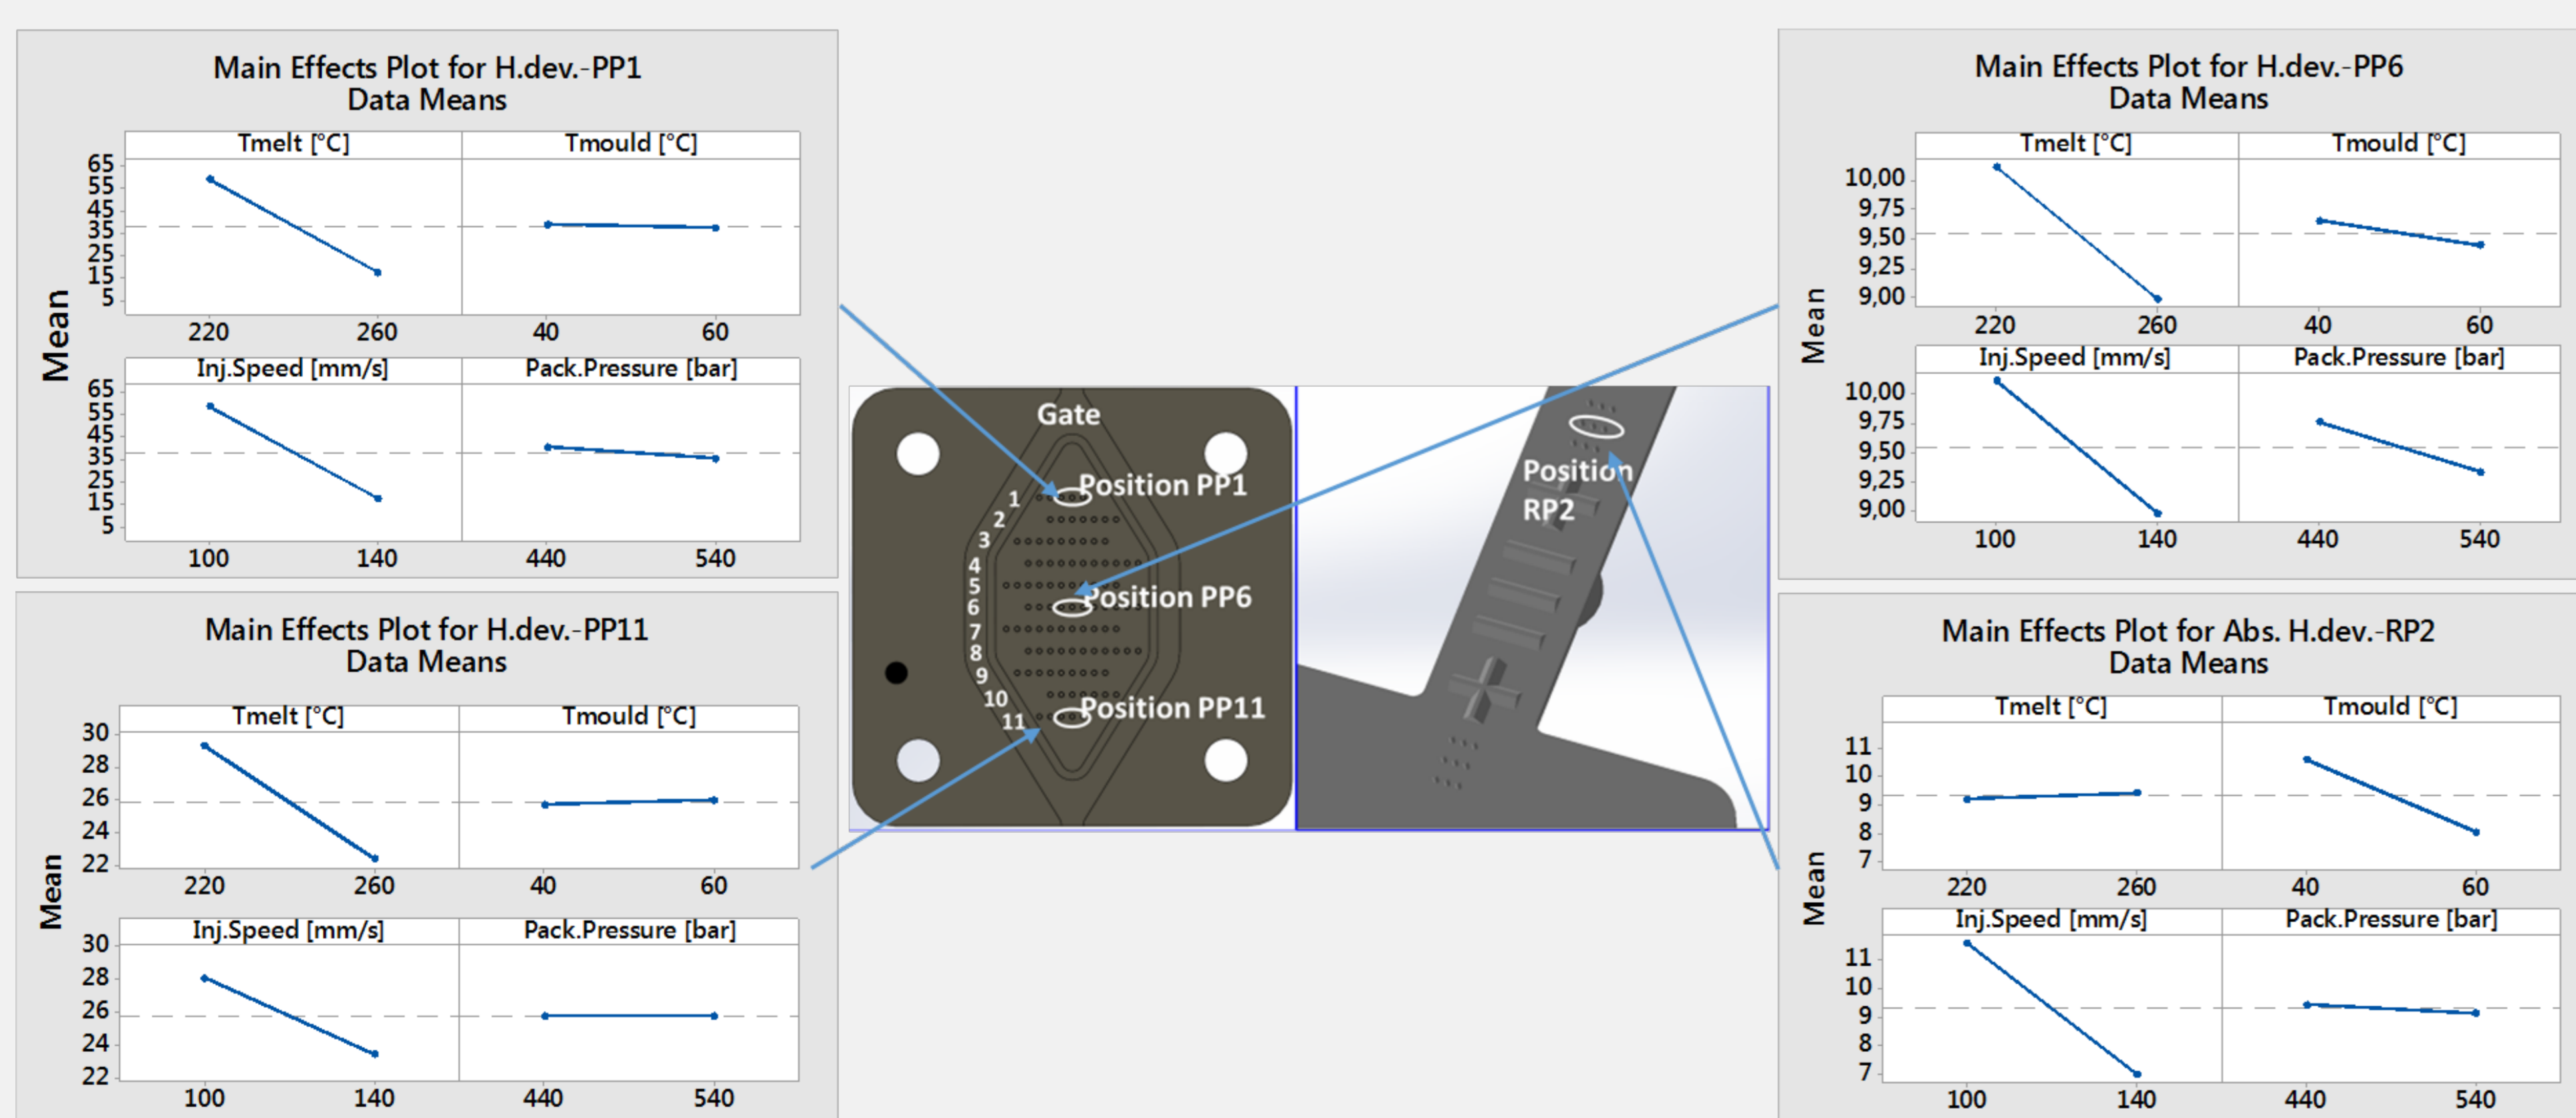 Main Effects Plot for H.dev.-PP1
Data Means
Tmelt [°C] Tmould [°C]
65
55
45
35
25
15
5
220 260 40 60
Mean
Inj.Speed [mm/s] Pack.Pressure [bar]
65
55
45
35
25
15
5
100 140 440 540
Main Effects Plot for H.dev.-PP11
Data Means
Tmelt [°C] Tmould [°C]
30
28
26
24
22
220 260 40 60
Mean
Inj.Speed [mm/s] Pack.Pressure [bar]
30
28
26
24
22
100 140 440 540
Gate
Position PP1
1
2
3
4
5
6
Position PP6
7
8
9
10
11
Position PP11
Position
RP2
Main Effects Plot for H.dev.-PP6
Data Means
Tmelt [°C] Tmould [°C]
10,00
9,75
9,50
9,25
9,00
220 260 40 60
Mean
Inj.Speed [mm/s] Pack.Pressure [bar]
10,00
9,75
9,50
9,25
9,00
100 140 440 540
Main Effects Plot for Abs. H.dev.-RP2
Data Means
Tmelt [°C] Tmould [°C]
11
10
9
8
7
220 260 40 60
Mean
Inj.Speed [mm/s] Pack.Pressure [bar]
11
10
9
8
7
100 140 440 540